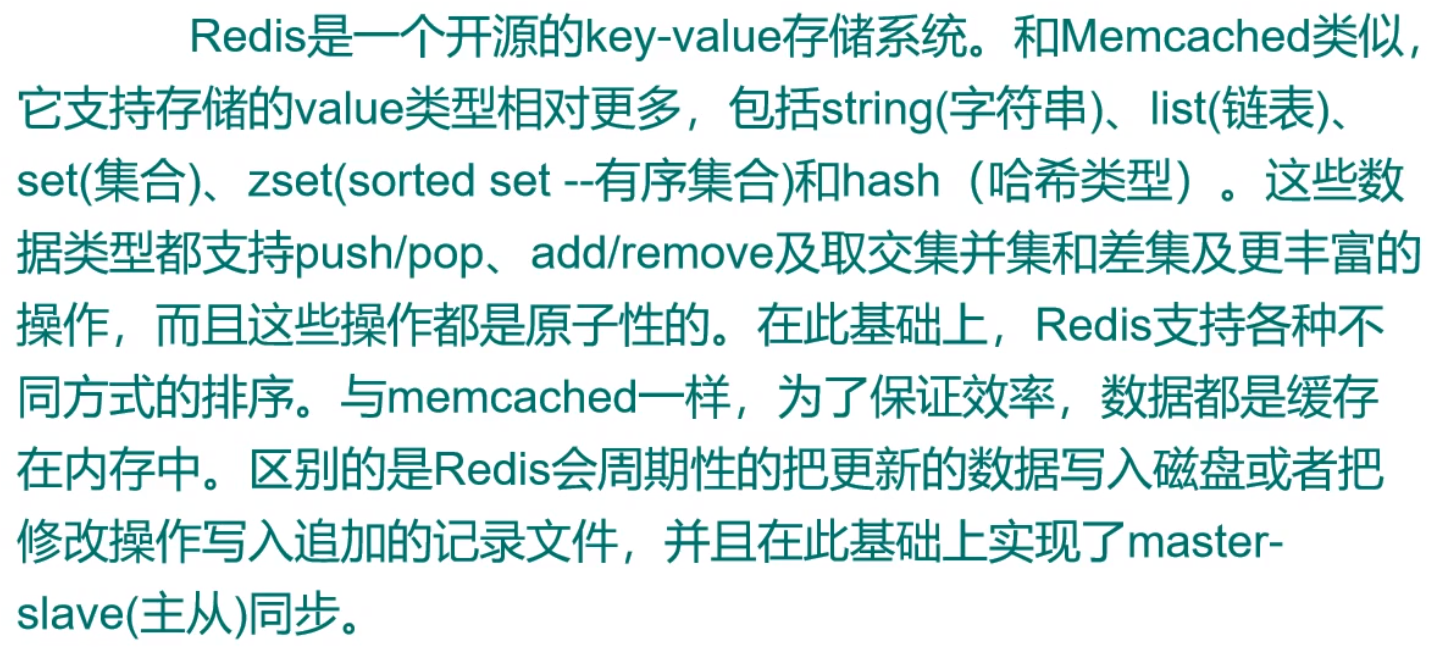 Redis是一个开源的key-value存储系统。和Memcached类似，
它支持存储的value类型相对更多，包括string(字符串)、list(链表)、
set(集合)、zset(sorted set --有序集合)和hash（哈希类型）。这些数
据类型都支持push/pop、add/remove及取交集并集和差集及更丰富的
操作，而且这些操作都是原子性的。在此基础上，Redis支持各种不
同方式的排序。与memcached一样，为了保证效率，数据都是缓存
在内存中。区别的是Redis会周期性的把更新的数据写入磁盘或者把
修改操作写入追加的记录文件，并且在此基础上实现了master-
slave(主从)同步。